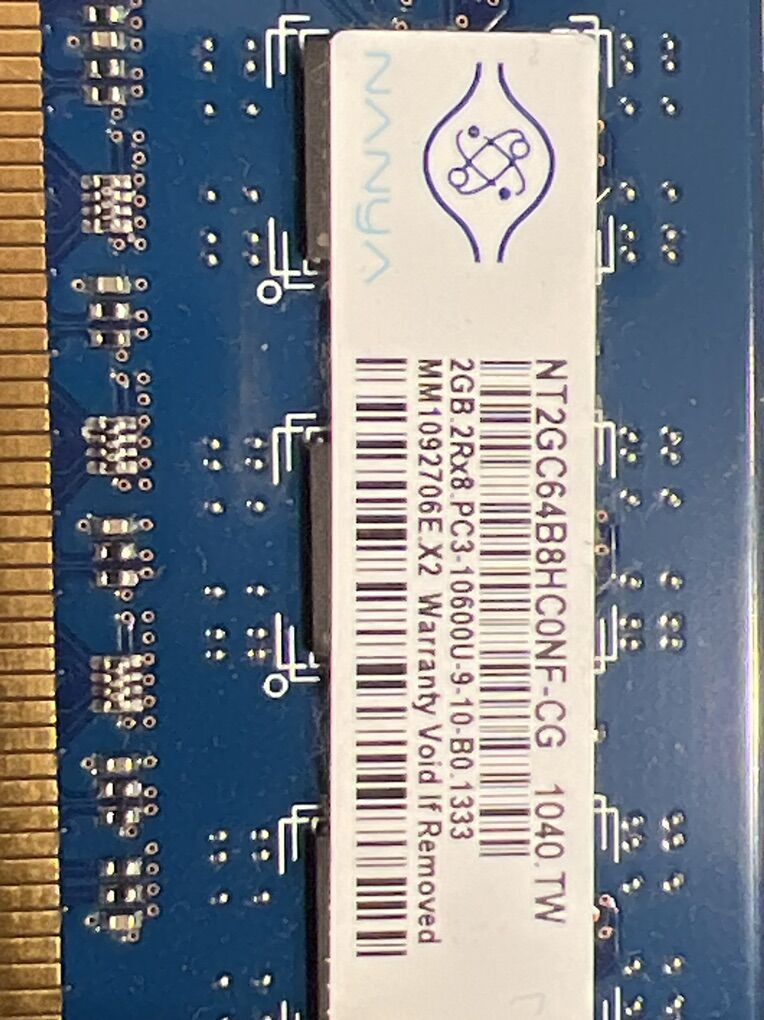 NANYA
NT2GC64B8HC0NF-CG 1040.TW
2GB.2Rx8.PC3-10600U-9-10-B0.1333
MM1092706E.X2 Warranty Void If Removed